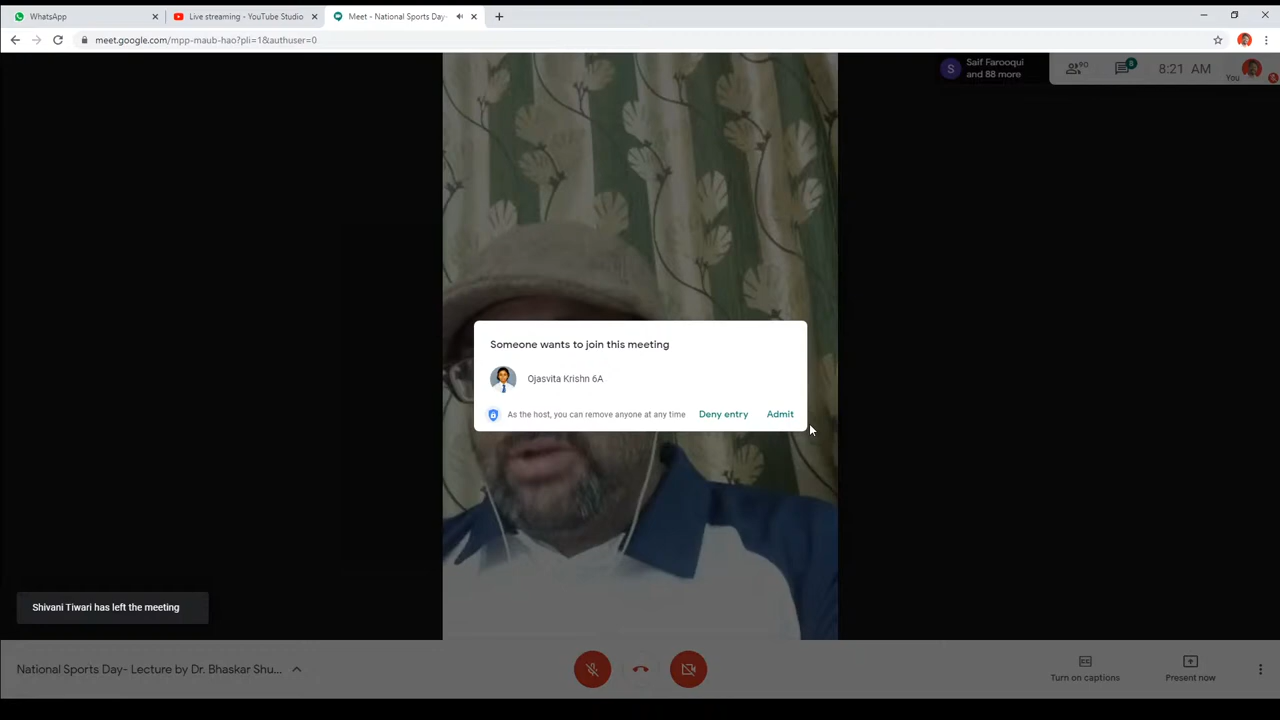 WhatsApp
Live streaming - YouTube Studio
Meet - National Sports Day-
meet.google.com/mpp-maub-hao?pli=1&authuser=0
Saif Farooqui
and 88 more
S
90
8
8:21 AM
You
Someone wants to join this meeting
Ojasvita Krishn 6A
As the host, you can remove anyone at any time
Deny entry
Admit
Shivani Tiwari has left the meeting
National Sports Day- Lecture by Dr. Bhaskar Shu...
Turn on captions
Present now